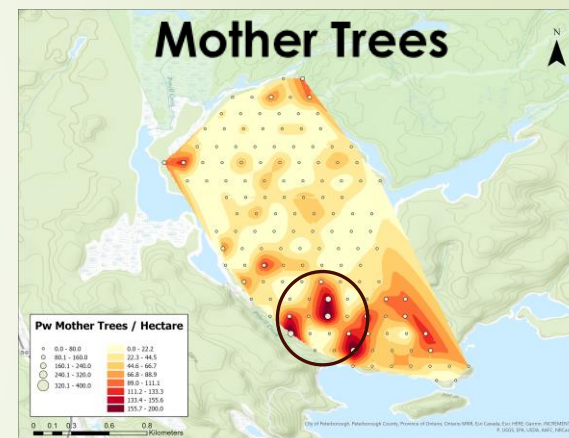 Mother Trees
N
Pw Mother Trees / Hectare
0.0 - 80.0
80.1 - 160.0
160.1 - 240.0
240.1 - 320.0
320.1 - 400.0
0.0 - 22.2
22.3 - 44.5
44.6 - 66.7
66.8 - 88.9
89.0 - 111.1
111.2 - 133.3
133.4 - 155.6
155.7 - 200.0
0 0.1 0.2 0.4 0.6 0.8
Kilometers
City of Peterborough, Peterborough County, Province of Ontario, Ontario MNR, Esri Canada, Esri, HERE, Garmin, INCREMENT
P, USGS, EPA, USDA, AAFC, NRCan